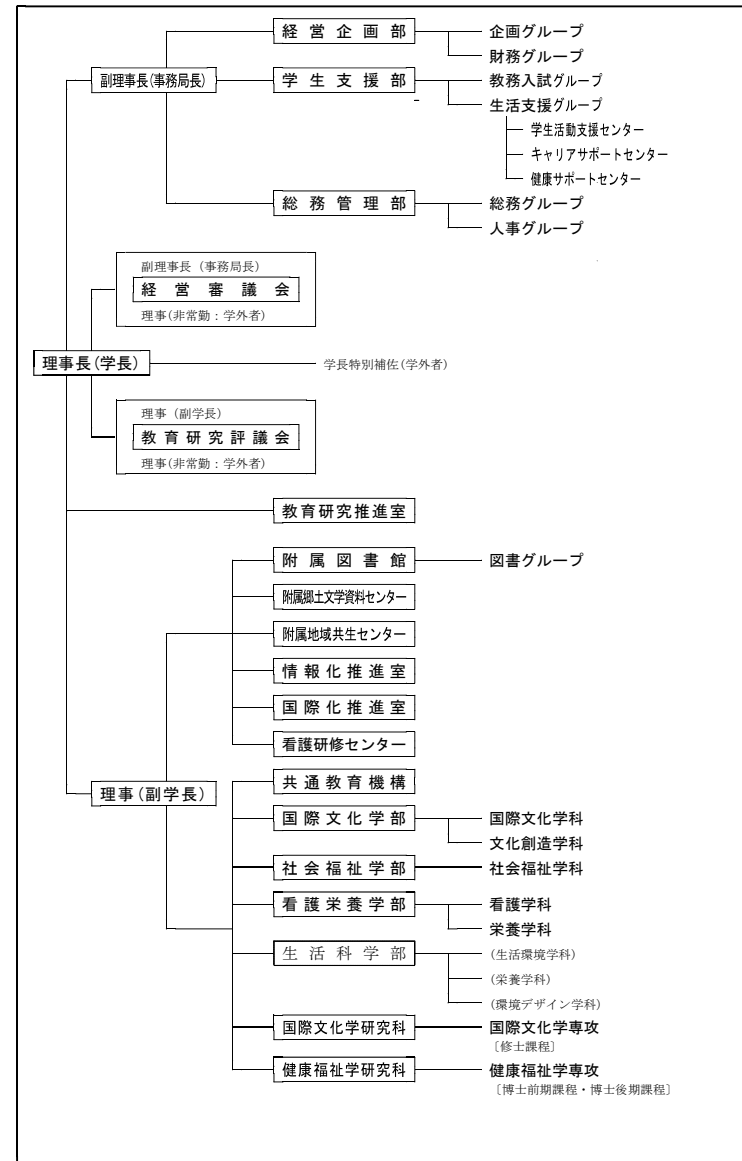 経営企画部
企画グループ
財務グループ
副理事長(事務局長)
学生支援部
教務入試グループ
生活支援グループ
学生活動支援センター
キャリアサポートセンター
健康サポートセンター
総務管理部
総務グループ
人事グループ
副理事長（事務局長）
経営審議会
理事(非常勤：学外者)
理事長(学長)
学長特別補佐(学外者)
理事（副学長）
教育研究評議会
理事(非常勤：学外者)
教育研究推進室
附属図書館
図書グループ
附属郷土文学資料センター
附属地域共生センター
情報化推進室
国際化推進室
看護研修センター
共通教育機構
理事(副学長)
国際文化学部
国際文化学科
文化創造学科
社会福祉学部
社会福祉学科
看護栄養学部
看護学科
栄養学科
生活科学部
(生活環境学科)
(栄養学科)
(環境デザイン学科)
国際文化学研究科
国際文化学専攻
〔修士課程〕
健康福祉学研究科
健康福祉学専攻
〔博士前期課程・博士後期課程〕